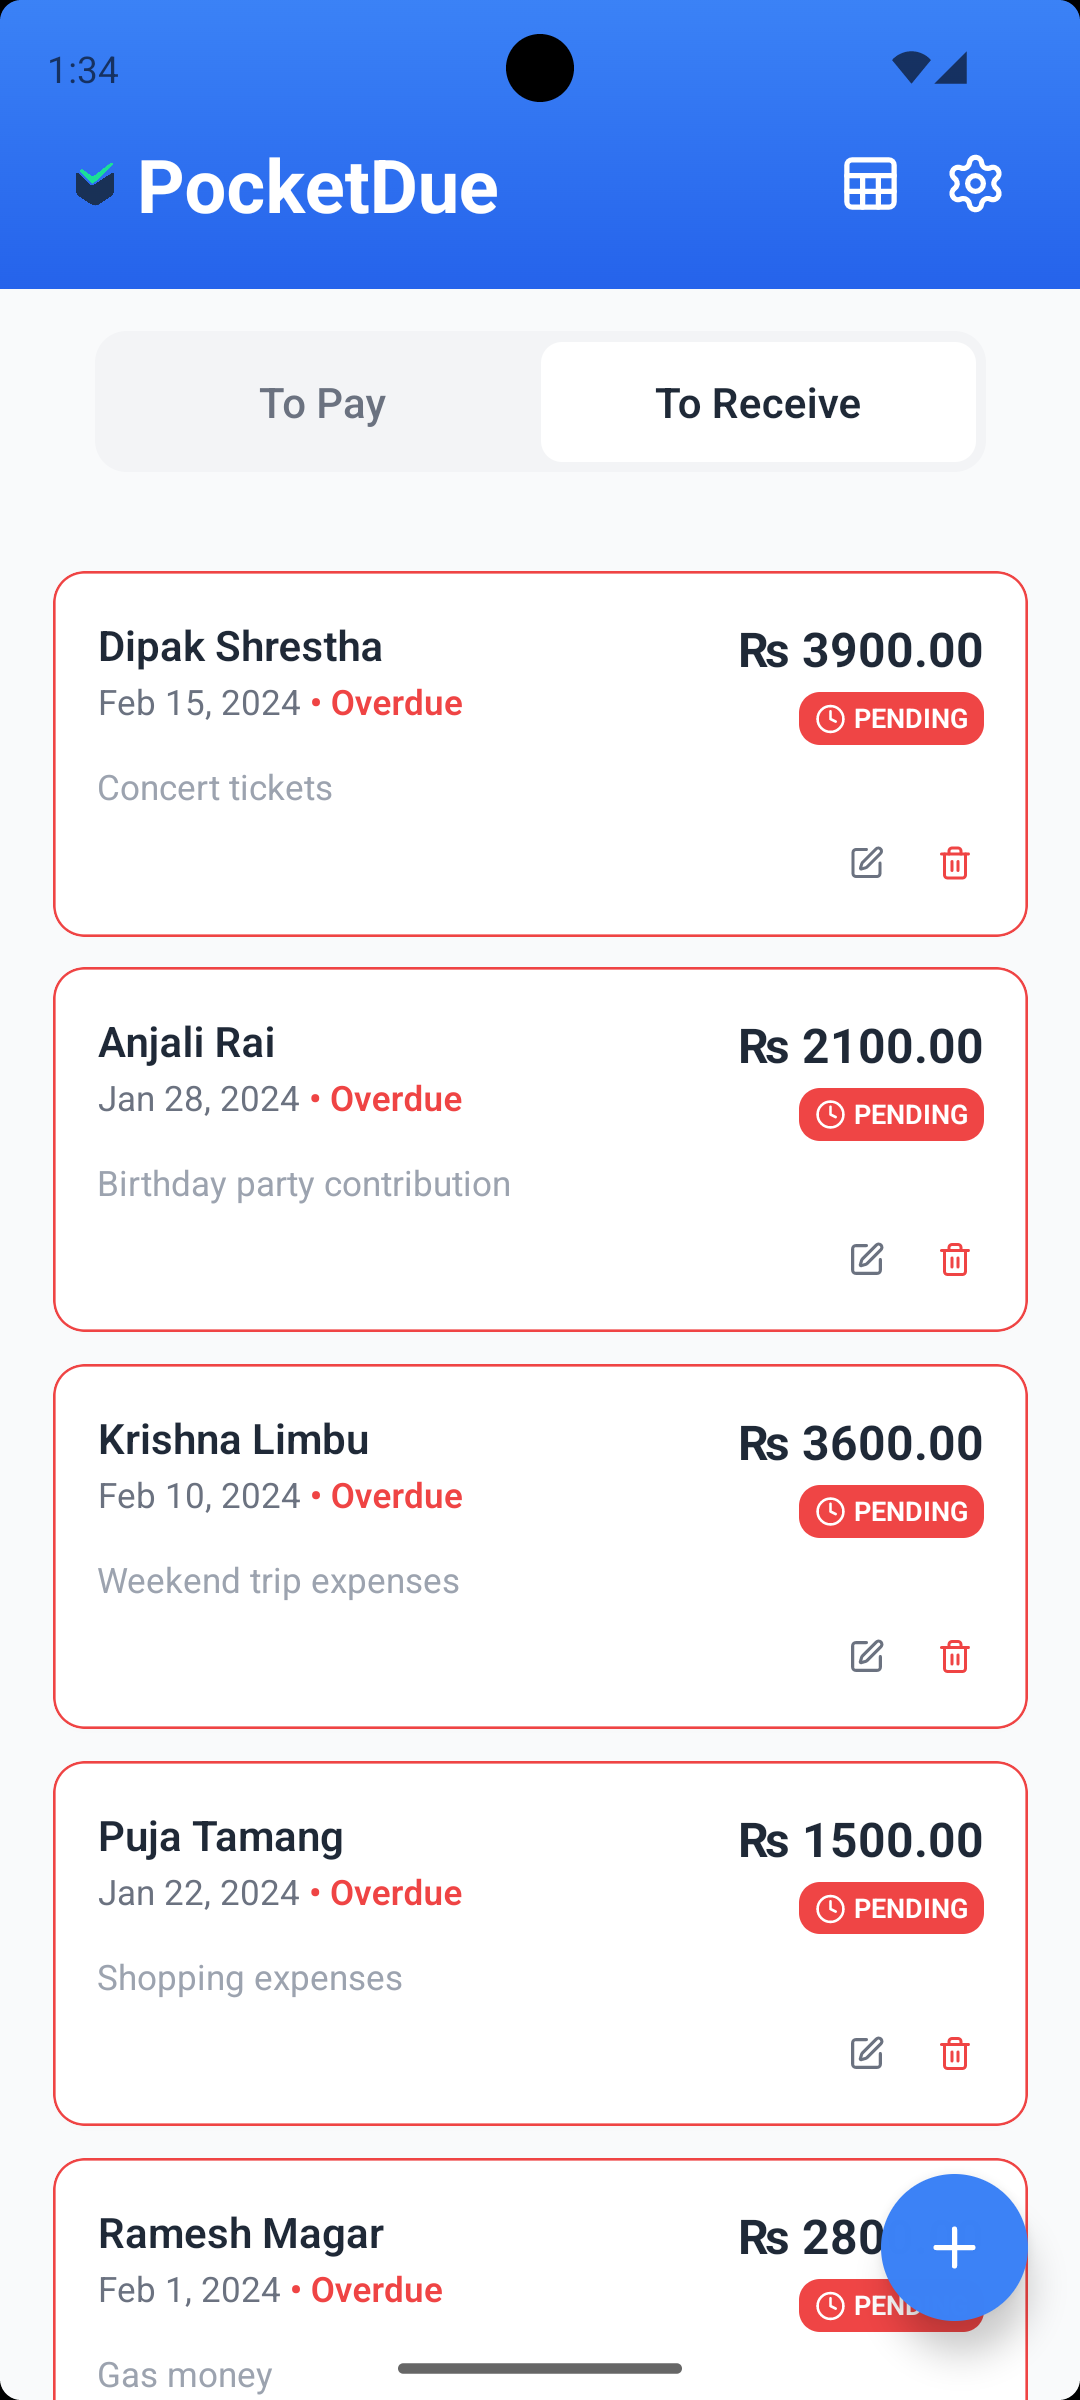 1:34
PocketDue
To Pay
To Receive
Dipak Shrestha
₨ 3900.00
Feb 15, 2024 • Overdue
PENDING
Concert tickets
Anjali Rai
₨ 2100.00
Jan 28, 2024 • Overdue
PENDING
Birthday party contribution
Krishna Limbu
₨ 3600.00
Feb 10, 2024 • Overdue
PENDING
Weekend trip expenses
Puja Tamang
₨ 1500.00
Jan 22, 2024 • Overdue
PENDING
Shopping expenses
Ramesh Magar
₨ 280
Feb 1, 2024 • Overdue
Gas money